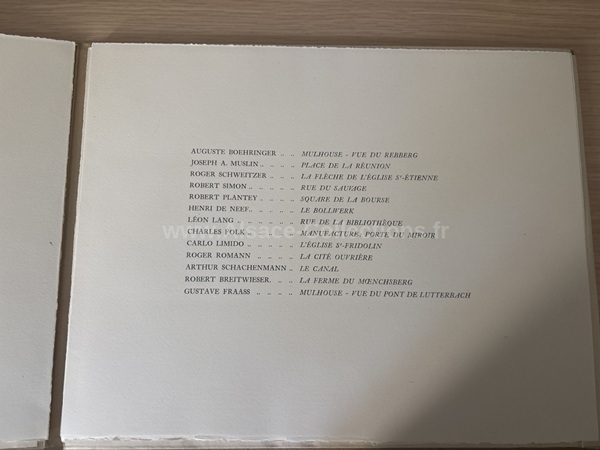 AUGUSTE BOEHRINGER .. .. MULHOUSE - VUE DU REBBERG
JOSEPH A. MUSLIN .. .. .. PLACE DE LA RÉUNION
ROGER SCHWEITZER .. .. .. LA FLÈCHE DE L'ÉGLISE St-ÉTIENNE
ROBERT SIMON .. .. .. .. RUE DU SAUVAGE
ROBERT PLANTEY .. .. .. SQUARE DE LA BOURSE
HENRI DE NEEF. .. .. .. LE BOLLWERK
LÉON LANG .. .. .. .. RUE DE LA BIBLIOTHÈQUE
CHARLES FOLK .. .. .. .. MANUFACTURE, PORTE DU MIROIR
CARLO LIMIDO .. .. .. .. L'ÉGLISE St-FRIDOLIN
ROGER ROMANN .. .. .. LA CITÉ OUVRIÈRE
ARTHUR SCHACHENMANN .. LE CANAL
ROBERT BREITWIESER. .. .. LA FERME DU MŒNCHSBERG
GUSTAVE FRAASS .. .. .. .. MULHOUSE - VUE DU PONT DE LUTTERBACH